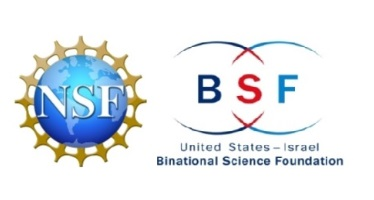 NSF
BSF
United States – Israel
Binational Science Foundation